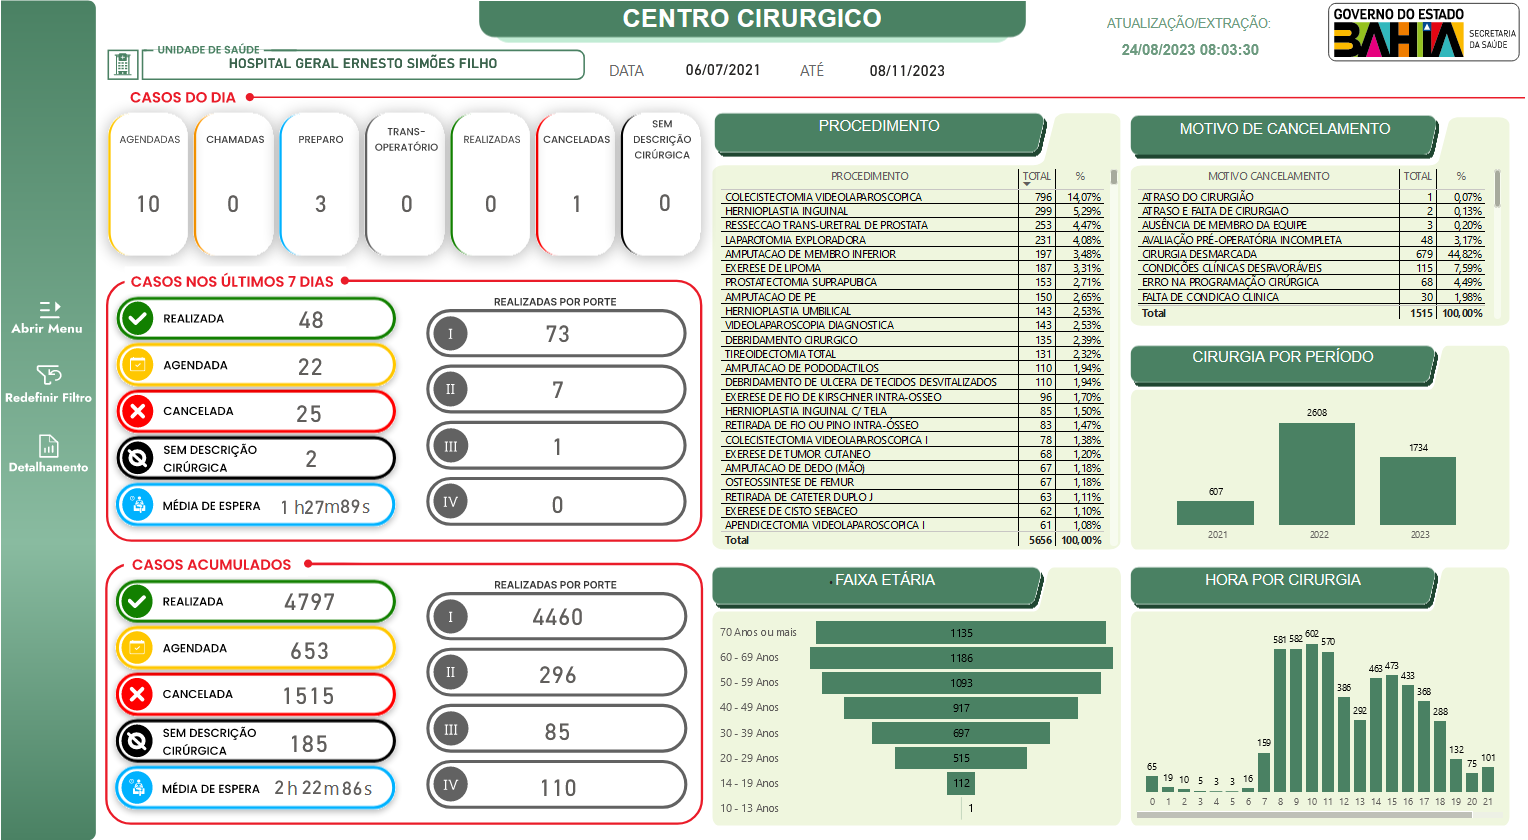 CENTRO CIRURGICO
UNIDADE DE SAÚDE
HOSPITAL GERAL ERNESTO SIMÕES FILHO
DATA 06/07/2021 ATÉ 08/11/2023
ATUALIZAÇÃO/EXTRAÇÃO:
24/08/2023 08:03:30
GOVERNO DO ESTADO
BAHIA
SECRETARIA
DA SAÚDE
Abrir Menu
Redefinir Filtro
Detalhamento
CASOS DO DIA
AGENDADAS
10
CHAMADAS
0
PREPARO
3
TRANS-
OPERATÓRIO
0
REALIZADAS
0
CANCELADAS
1
SEM
DESCRIÇÃO
CIRÚRGICA
0
CASOS NOS ÚLTIMOS 7 DIAS
REALIZADA 48
AGENDADA 22
CANCELADA 25
SEM DESCRIÇÃO
CIRÚRGICA 2
MÉDIA DE ESPERA 1 h27m89s
REALIZADAS POR PORTE
I 73
II 7
III 1
IV 0
CASOS ACUMULADOS
REALIZADA 4797
AGENDADA 653
CANCELADA 1515
SEM DESCRIÇÃO
CIRÚRGICA 185
MÉDIA DE ESPERA 2 h 22m86s
REALIZADAS POR PORTE
I 4460
II 296
III 85
IV 110
PROCEDIMENTO
PROCEDIMENTO TOTAL %
COLECISTECTOMIA VIDEOLAPAROSCOPICA 796 14,07%
HERNIOPLASTIA INGUINAL 299 5,29%
RESSECCAO TRANS-URETRAL DE PROSTATA 253 4,47%
LAPAROTOMIA EXPLORADORA 231 4,08%
AMPUTACAO DE MEMBRO INFERIOR 197 3,48%
EXERESE DE LIPOMA 187 3,31%
PROSTATECTOMIA SUPRAPUBICA 153 2,71%
AMPUTACAO DE PE 150 2,65%
HERNIOPLASTIA UMBILICAL 143 2,53%
VIDEOLAPAROSCOPIA DIAGNOSTICA 143 2,53%
DEBRIDAMENTO CIRURGICO 135 2,39%
TIREOIDECTOMIA TOTAL 131 2,32%
AMPUTACAO DE PODODACTILOS 110 1,94%
DEBRIDAMENTO DE ULCERA DE TECIDOS DESVITALIZADOS 110 1,94%
EXERESE DE FIO DE KIRSCHNER INTRA-OSSEO 96 1,70%
HERNIOPLASTIA INGUINAL C/ TELA 85 1,50%
RETIRADA DE FIO OU PINO INTRA-ÓSSEO 83 1,47%
COLECISTECTOMIA VIDEOLAPAROSCOPICA I 78 1,38%
EXERESE DE TUMOR CUTANEO 68 1,20%
AMPUTACAO DE DEDO (MÃO) 67 1,18%
OSTEOSSINTESE DE FEMUR 67 1,18%
RETIRADA DE CATETER DUPLO J 63 1,11%
EXERESE DE CISTO SEBACEO 62 1,10%
APENDICECTOMIA VIDEOLAPAROSCOPICA I 61 1,08%
Total 5656 100,00%
MOTIVO DE CANCELAMENTO
MOTIVO CANCELAMENTO TOTAL %
ATRASO DO CIRURGIÃO 1 0,07%
ATRASO E FALTA DE CIRURGIAO 2 0,13%
AUSÊNCIA DE MEMBRO DA EQUIPE 3 0,20%
AVALIAÇÃO PRÉ-OPERATÓRIA INCOMPLETA 48 3,17%
CIRURGIA DESMARCADA 679 44,82%
CONDIÇÕES CLÍNICAS DESFAVORÁVEIS 115 7,59%
ERRO NA PROGRAMAÇÃO CIRÚRGICA 68 4,49%
FALTA DE CONDICAO CLINICA 30 1,98%
Total 1515 100,00%
CIRURGIA POR PERÍODO
607 2608 1734
2021 2022 2023
FAIXA ETÁRIA
70 Anos ou mais 1135
60 - 69 Anos 1186
50 - 59 Anos 1093
40 - 49 Anos 917
30 - 39 Anos 697
20 - 29 Anos 515
14 - 19 Anos 112
10 - 13 Anos 1
HORA POR CIRURGIA
65 19 10 5 3 3 16 159 581 582 602 570 386 292 463 473 433 368 288 132 75 101
0 1 2 3 4 5 6 7 8 9 10 11 12 13 14 15 16 17 18 19 20 21